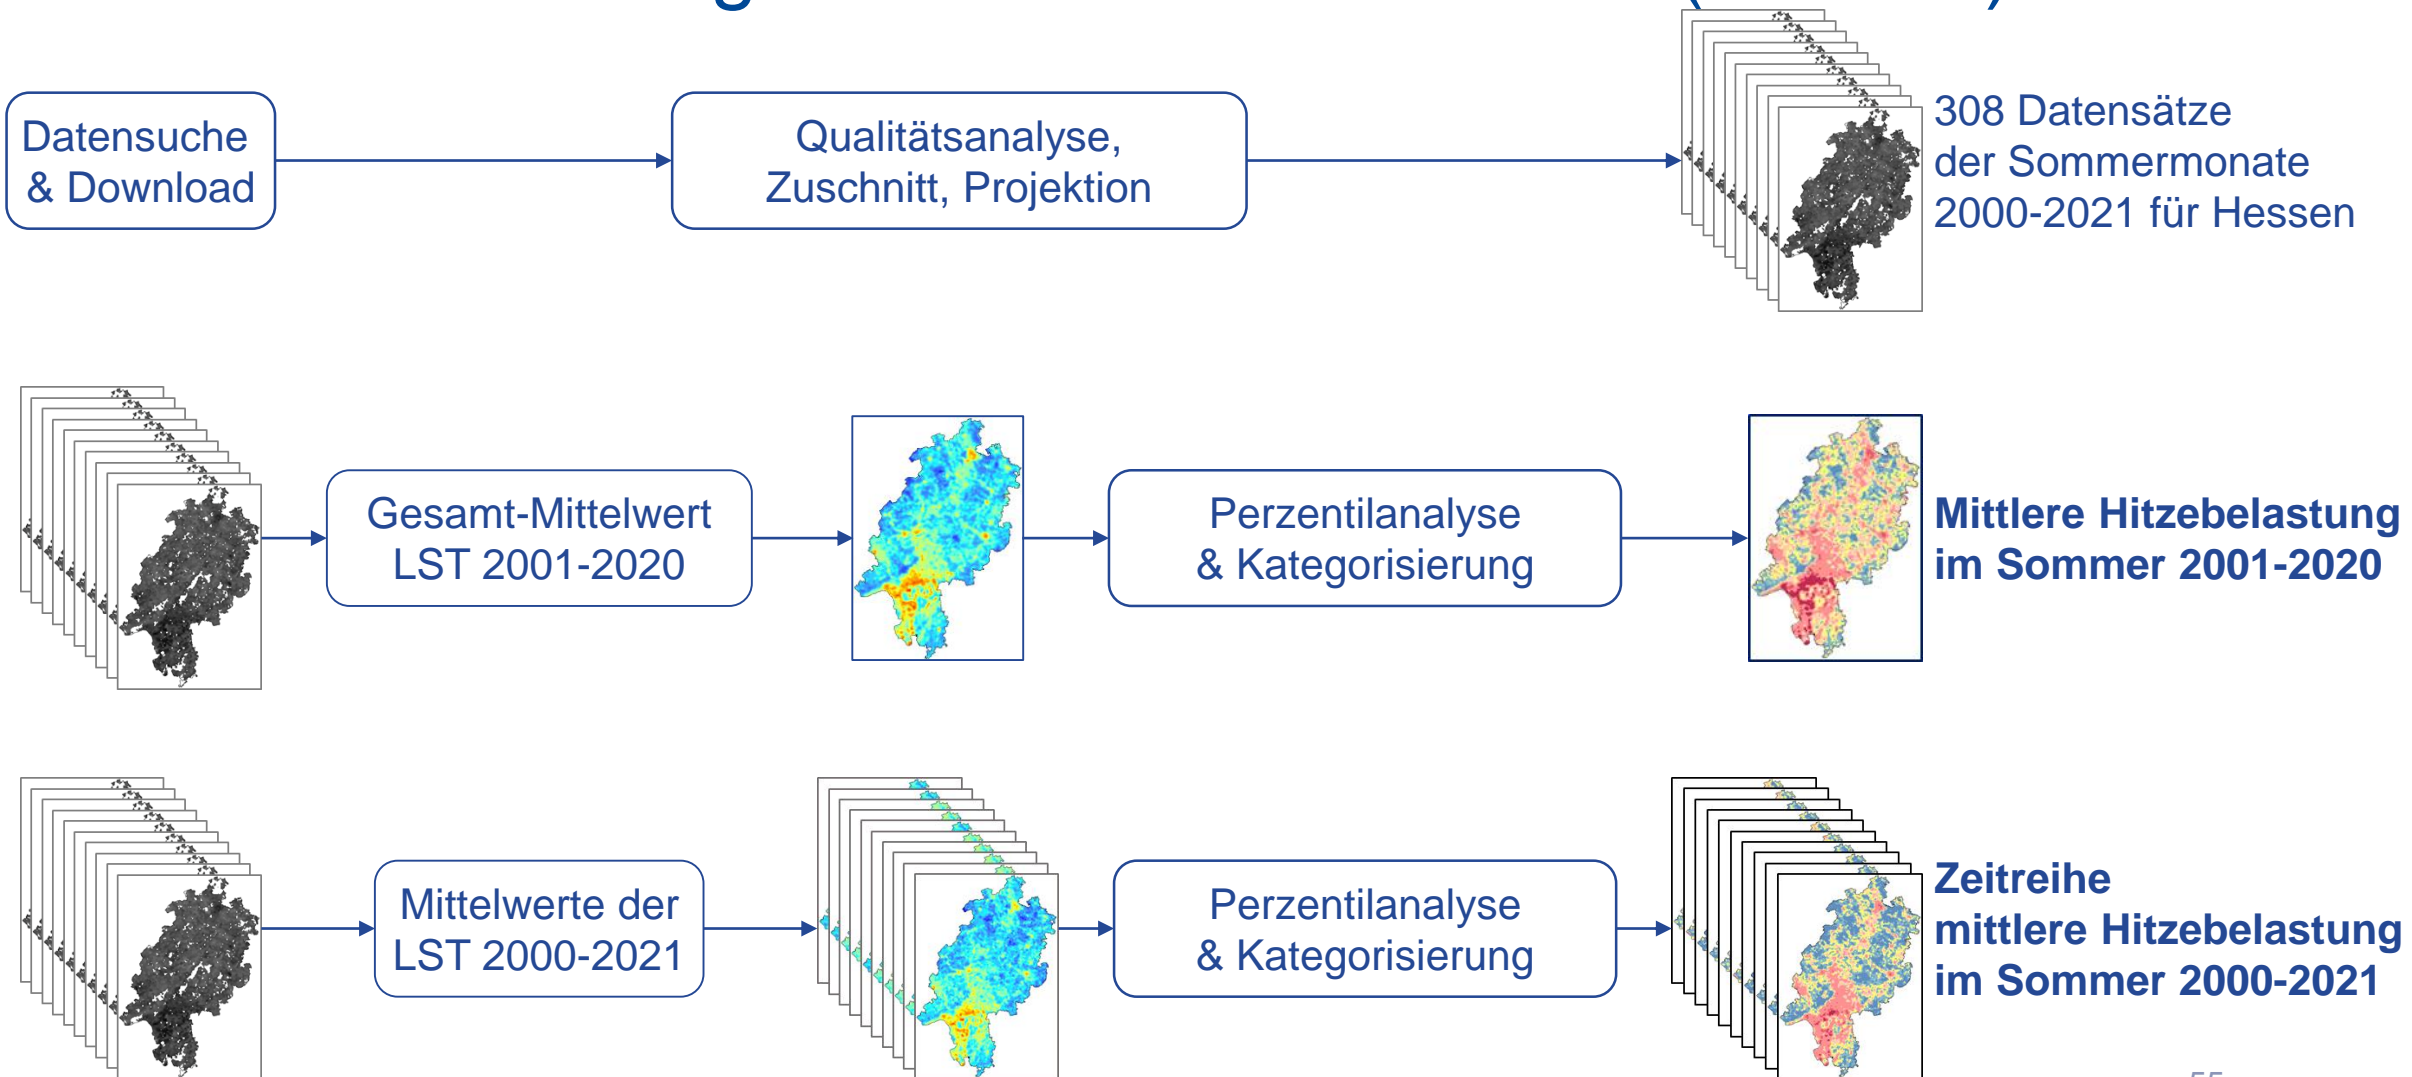 Datensuche
& Download
Qualitätsanalyse,
Zuschnitt, Projektion
308 Datensätze
der Sommermonate
2000-2021 für Hessen
Gesamt-Mittelwert
LST 2001-2020
Perzentilanalyse
& Kategorisierung
Mittlere Hitzebelastung
im Sommer 2001-2020
Mittelwerte der
LST 2000-2021
Perzentilanalyse
& Kategorisierung
Zeitreihe
mittlere Hitzebelastung
im Sommer 2000-2021